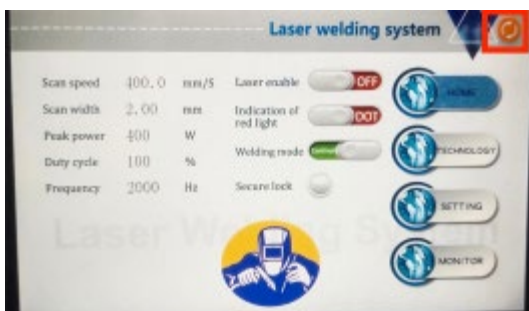 Laser welding system
Scan speed 400.0 mm/S Laser enable OFF HOME
Scan width 2.00 mm Indication of red light DOT
Peak power 400 W
Duty cycle 100 % Welding mode TECHNOLOGY
Frequency 2000 Hz Secure lock SETTING
MONITOR
Laser Welding System